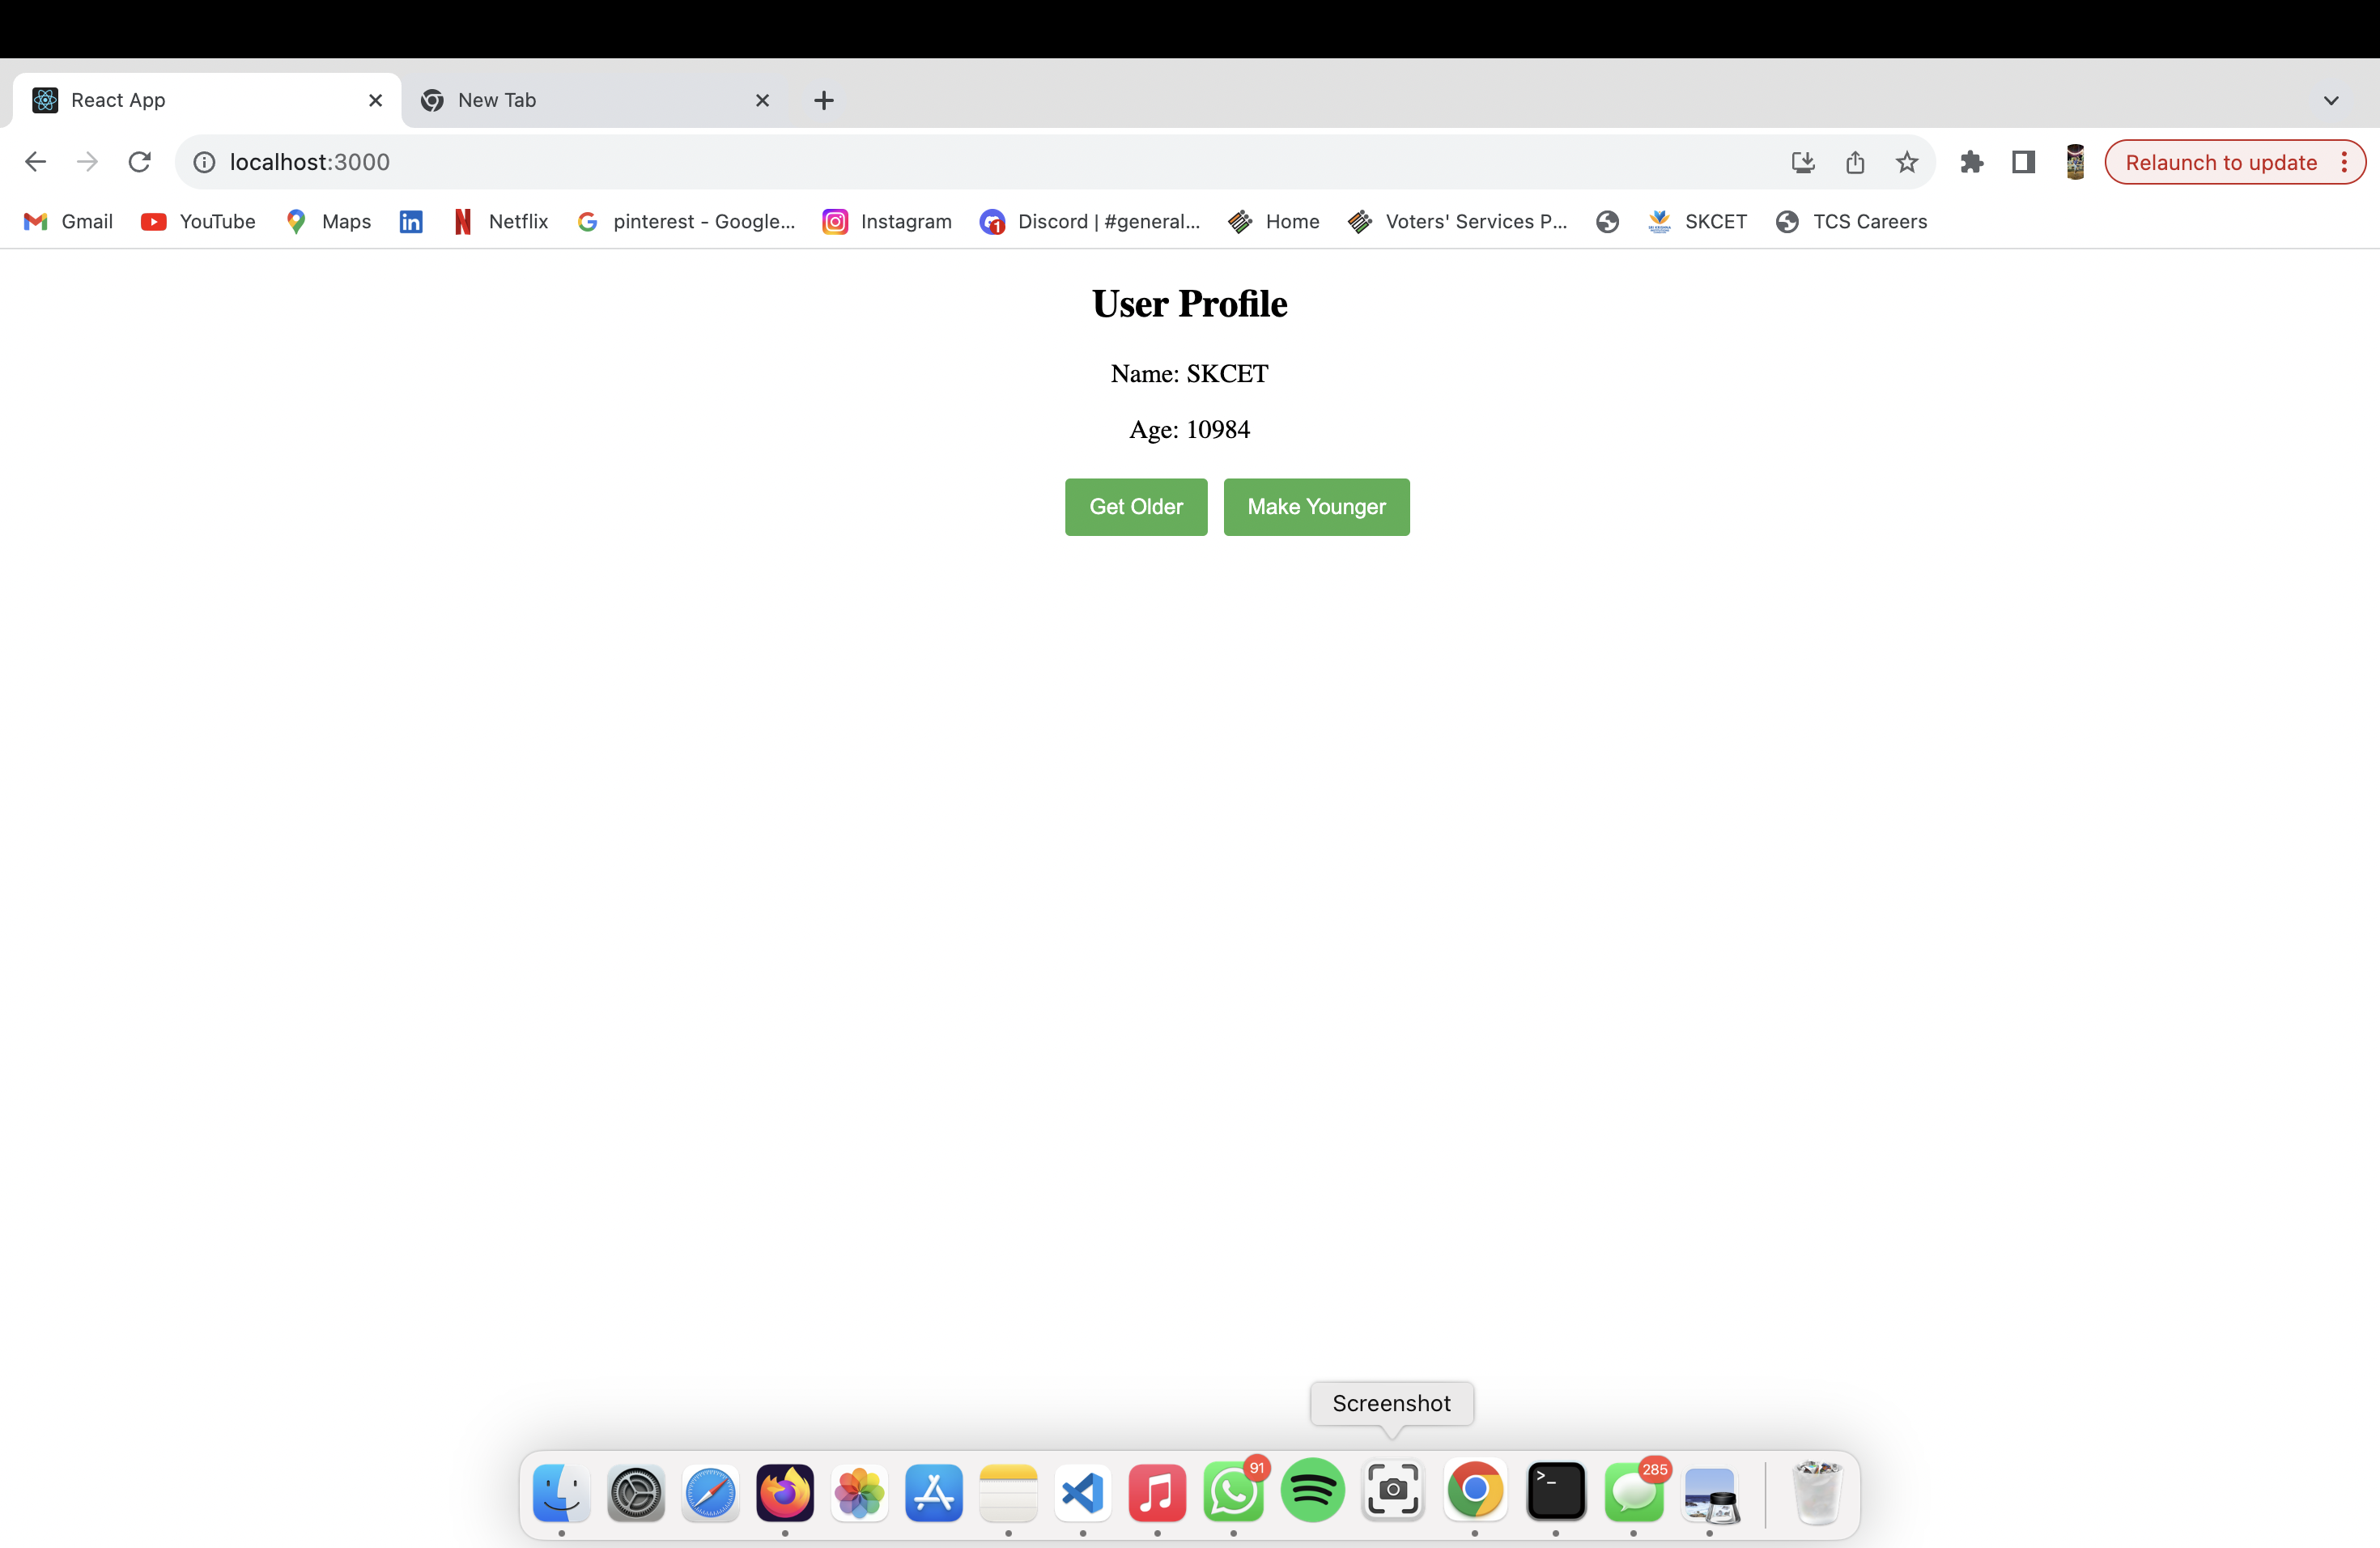 React App
New Tab
localhost:3000
Relaunch to update
Gmail YouTube Maps Netflix pinterest - Google... Instagram Discord | #general... Home Voters' Services P... SKCET TCS Careers
User Profile
Name: SKCET
Age: 10984
Get Older Make Younger
Screenshot
91
285